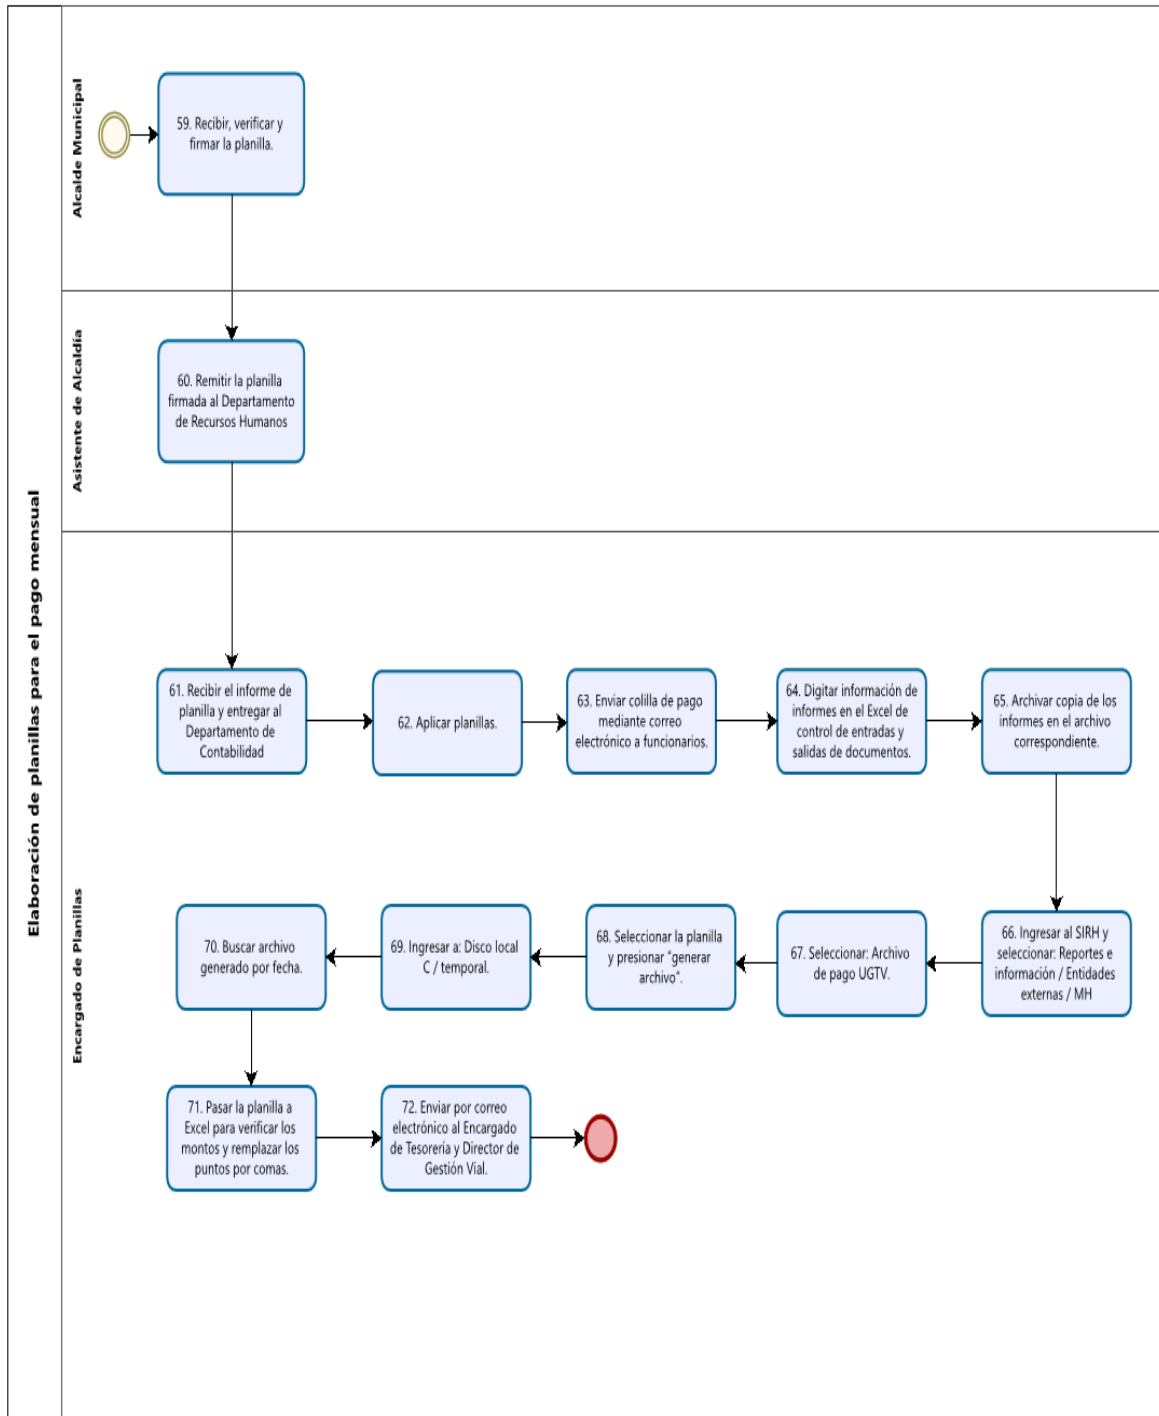 Elaboración de planillas para el pago mensual
Alcalde Municipal
59. Recibir, verificar y
firmar la planilla.
Asistente de Alcaldía
60. Remitir la planilla
firmada al Departamento
de Recursos Humanos
Encargado de Planillas
61. Recibir el informe de
planilla y entregar al
Departamento de
Contabilidad
62. Aplicar planillas.
63. Enviar colilla de pago
mediante correo
electrónico a funcionarios.
64. Digitar información de
informes en el Excel de
control de entradas y
salidas de documentos.
65. Archivar copia de los
informes en el archivo
correspondiente.
66. Ingresar al SIRH y
seleccionar: Reportes e
información / Entidades
externas / MH
67. Seleccionar: Archivo
de pago UGTV.
68. Seleccionar la planilla
y presionar "generar
archivo".
69. Ingresar a: Disco local
C / temporal.
70. Buscar archivo
generado por fecha.
71. Pasar la planilla a
Excel para verificar los
montos y remplazar los
puntos por comas.
72. Enviar por correo
electrónico al Encargado
de Tesorería y Director de
Gestión Vial.